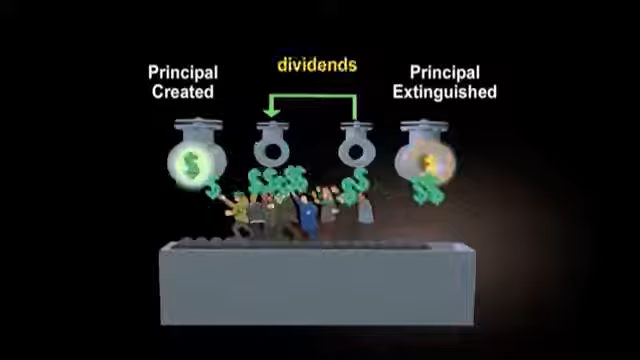 Principal
Created
dividends
Principal
Extinguished